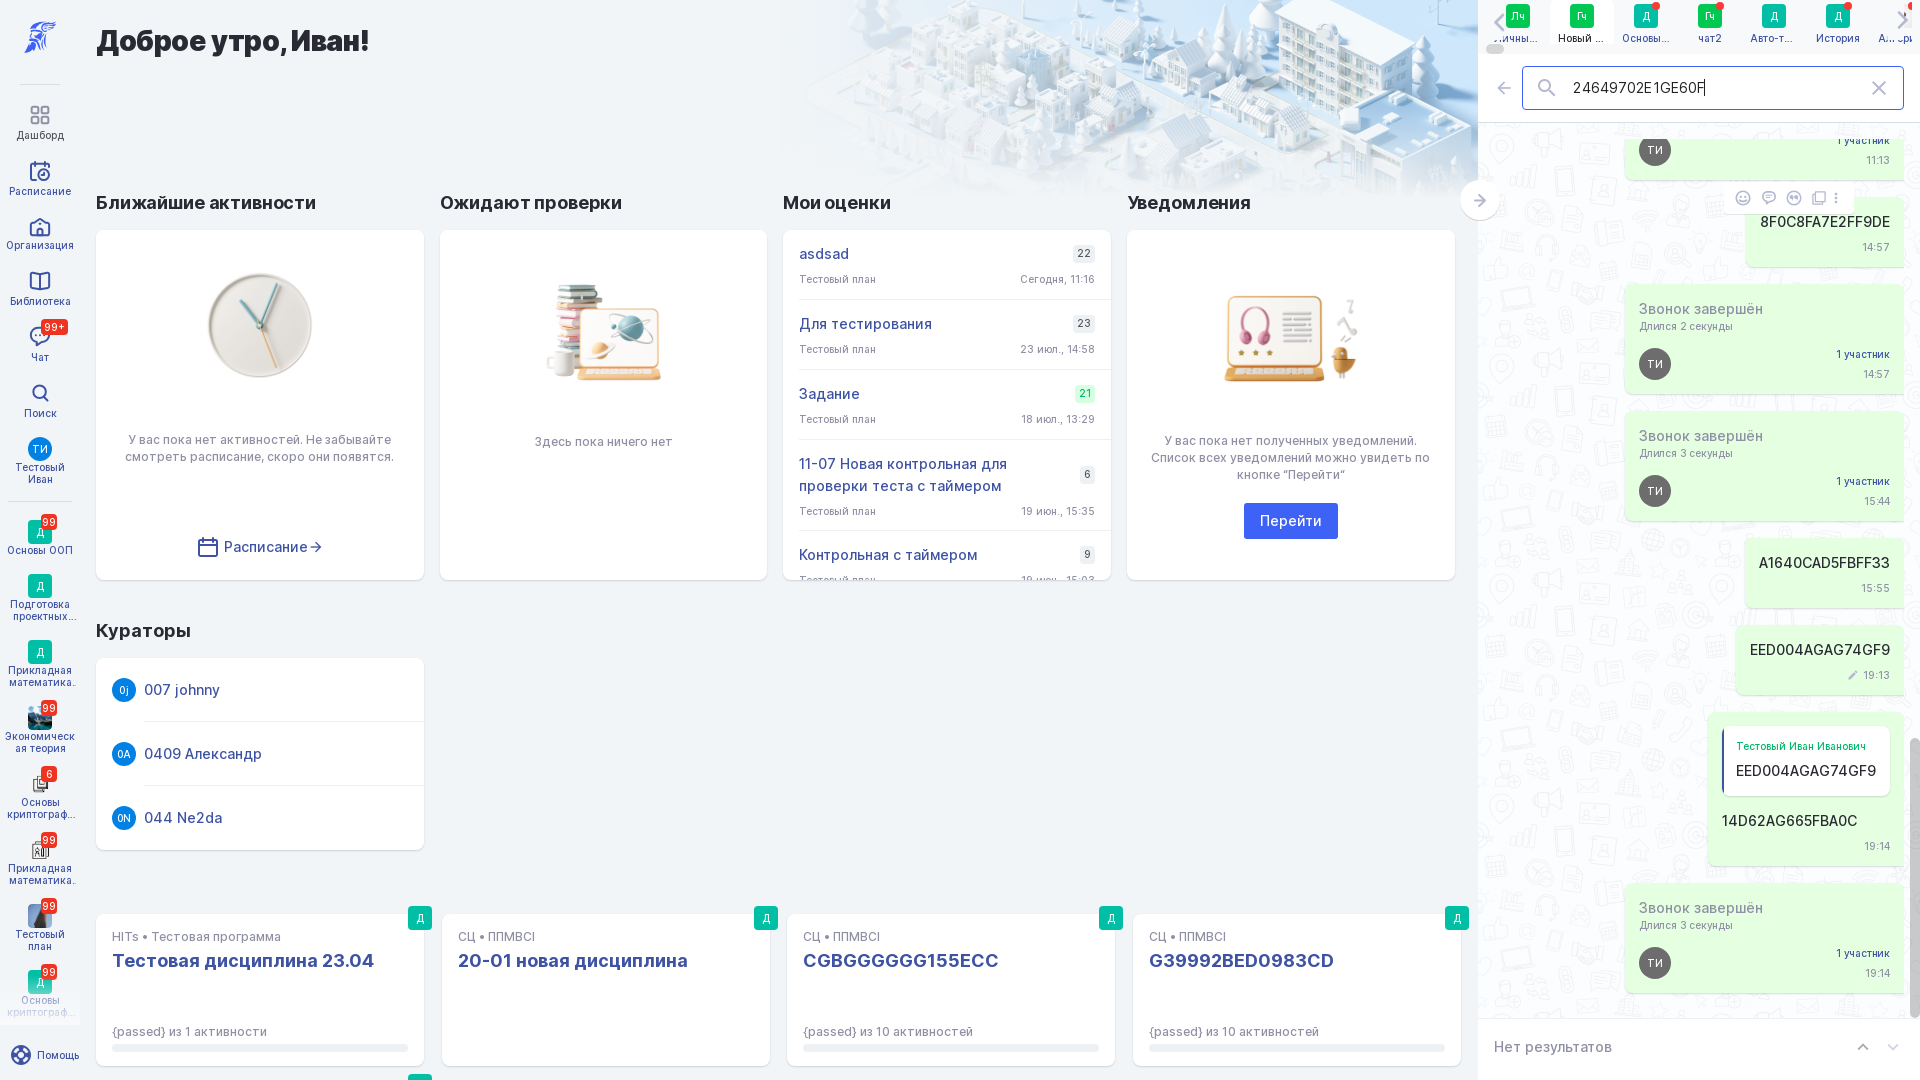 Доброе утро, Иван!
Дашборд
Расписание
Организация
Библиотека
99+
Чат
Поиск
ТИ
Тестовый
Иван
99
Д
Основы ООП
Д
Подготовка
проектных...
Д
Прикладная
математика.
99
Экономическ
ая теория
6
Основы
криптограф...
99
Прикладная
математика.
99
Тестовый
план
99
Д
Основы
криптограф...
Помощь
Ближайшие активности
У вас пока нет активностей. Не забывайте
смотреть расписание, скоро они появятся.
Расписание
Ожидают проверки
Здесь пока ничего нет
Мои оценки
asdsad
22
Тестовый план
Сегодня, 11:16
Для тестирования
23
Тестовый план
23 июл., 14:58
Задание
21
Тестовый план
18 июл., 13:29
11-07 Новая контрольная для
проверки теста с таймером
6
Тестовый план
19 июн., 15:35
Контрольная с таймером
9
Тестовый план
19 июн., 15:03
Уведомления
У вас пока нет полученных уведомлений.
Список всех уведомлений можно увидеть по
кнопке “Перейти“
Перейти
Кураторы
0j
007 johnny
0A
0409 Александр
0N
044 Ne2da
Д
HITs • Тестовая программа
Тестовая дисциплина 23.04
{passed} из 1 активности
Д
СЦ • ППМВCI
20-01 новая дисциплина
Д
СЦ • ППМВCI
CGBGGGGGG155ECC
{passed} из 10 активностей
Д
СЦ • ППМВCI
G39992BED0983CD
{passed} из 10 активностей
Лч
Личны...
Гч
Новый ...
Д
Основы...
Гч
чат2
Д
Авто-т...
Д
История
24649702E1GE60F
ТИ
1 участник
11:13
8F0C8FA7E2FF9DE
14:57
Звонок завершён
Длился 2 секунды
ТИ
1 участник
14:57
Звонок завершён
Длился 3 секунды
ТИ
1 участник
15:44
A1640CAD5FBFF33
15:55
EED004AGAG74GF9
19:13
Тестовый Иван Иванович
EED004AGAG74GF9
14D62AG665FBA0C
19:14
Звонок завершён
Длился 3 секунды
ТИ
1 участник
19:14
Нет результатов